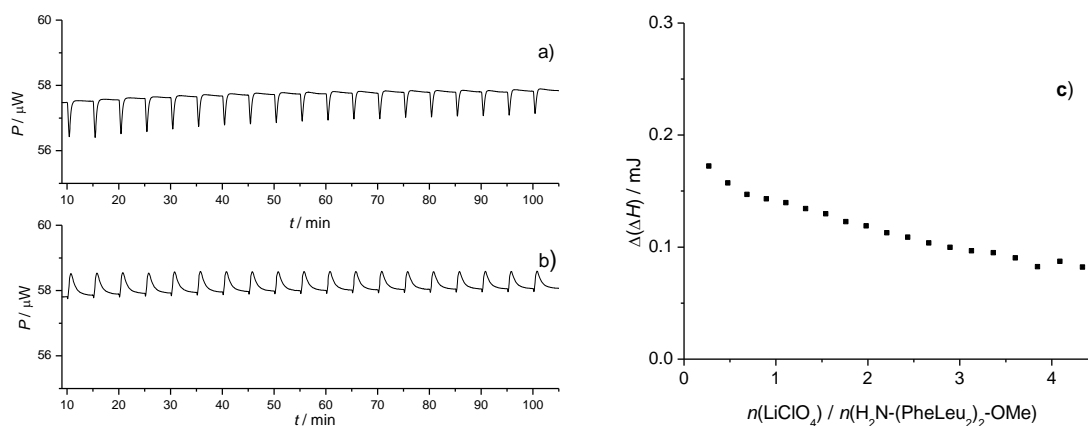 60
58
56
P / μW
a)
10 20 30 40 50 60 70 80 90 100
t / min
60
58
56
P / μW
b)
10 20 30 40 50 60 70 80 90 100
t / min
0.3
0.2
0.1
0.0
Δ(ΔH) / mJ
c)
0 1 2 3 4
n(LiClO₄) / n(H₂N-(PheLeu₂)₂-OMe)